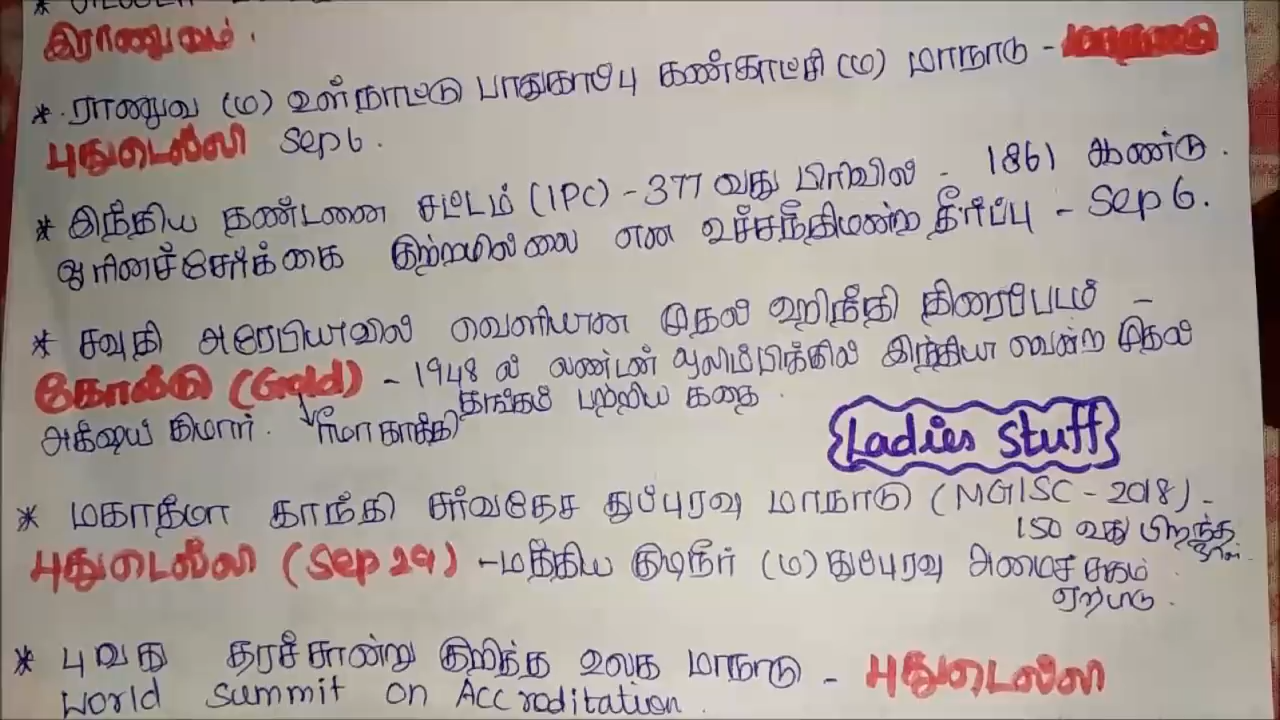 இராணுவம்.
* ராணுவ (ம) உள்நாட்டு பாதுகாப்பு கண்காட்சி (ம) மாநாடு -
புதுடெல்லி Sep 6.
* இந்திய தண்டனை சட்டம் (IPC) - 377 வது பிரிவில் - 1861 ஆண்டு.
ஓரினச்சேர்க்கை குற்றமில்லை என உச்சநீதிமன்ற தீர்ப்பு - Sep 6.
* சவுதி அரேபியாவில் வெளியான முதல் ஹிந்தி திரைப்படம் -
கோல்டு (Gold) - 1948 ல் லண்டன் ஒலிம்பிக்கில் இந்தியா வென்ற முதல்
தங்கம் பற்றிய கதை.
அக்ஷய் குமார். ரீமா காக்தி
Ladies Stuff
* மகாத்மா காந்தி சர்வதேச துப்புரவு மாநாடு (MGISC - 2018) -
150 வது பிறந்த நாள்.
புதுடெல்லி (Sep 29) - மத்திய குடிநீர் (ம) துப்புரவு அமைச்சகம்
ஏற்பாடு.
* 4 வது தரச்சான்று குறித்த உலக மாநாடு - புதுடெல்லி
World Summit on Accreditation.